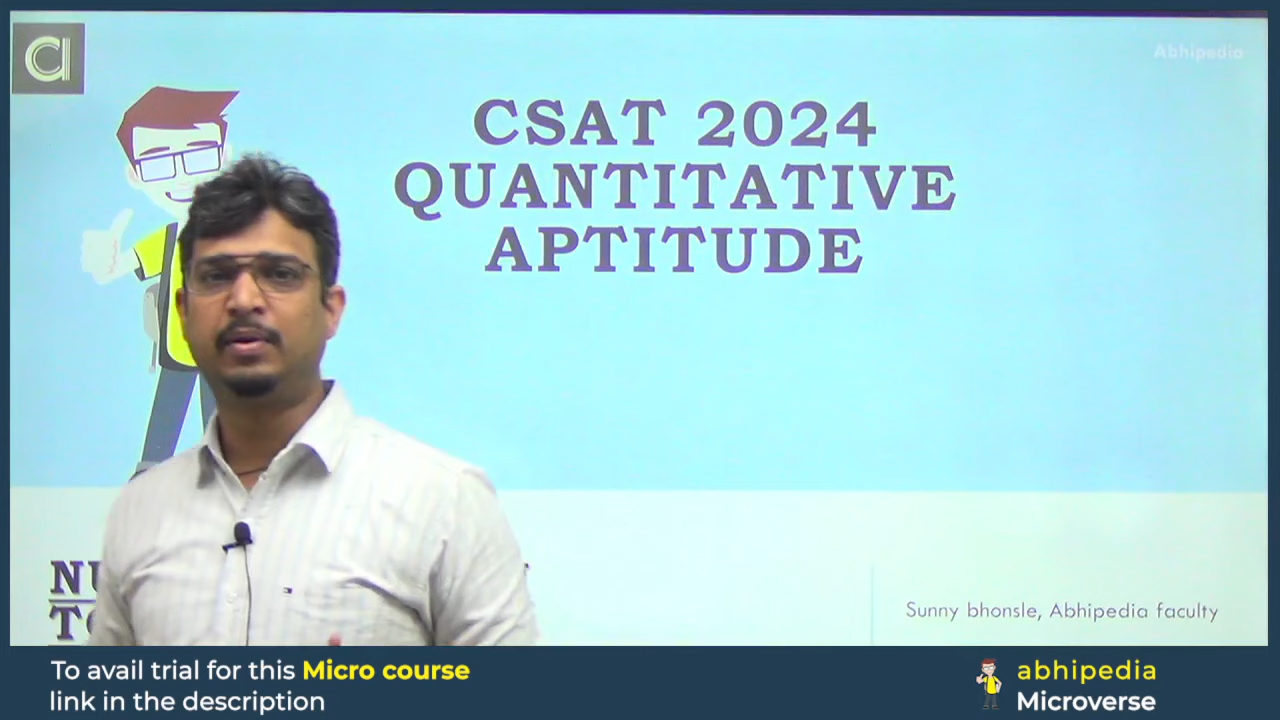 Abhipedia
CSAT 2024
QUANTITATIVE
APTITUDE
Sunny bhonsle, Abhipedia faculty
To avail trial for this Micro course
link in the description
abhipedia
Microverse